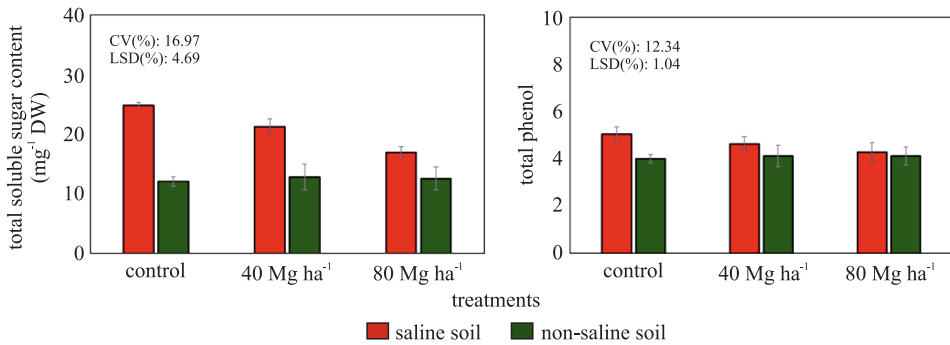 total soluble sugar content
(mg⁻¹ DW)
40
30
20
10
0
CV(%): 16.97
LSD(%): 4.69
control
40 Mg ha⁻¹
80 Mg ha⁻¹
total phenol
10
8
6
4
2
0
CV(%): 12.34
LSD(%): 1.04
control
40 Mg ha⁻¹
80 Mg ha⁻¹
treatments
saline soil
non-saline soil